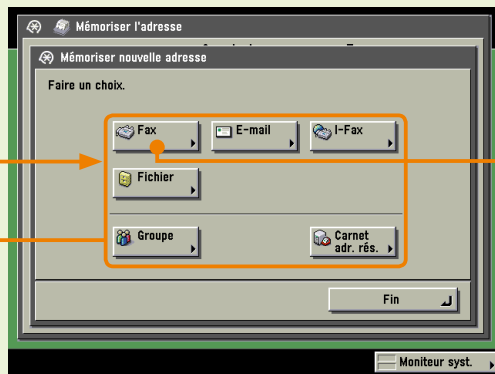 Mémoriser l'adresse
Mémoriser nouvelle adresse
Faire un choix.
Fax
E-mail
I-Fax
Fichier
Groupe
Carnet
adr. rés.
Fin
Moniteur syst.